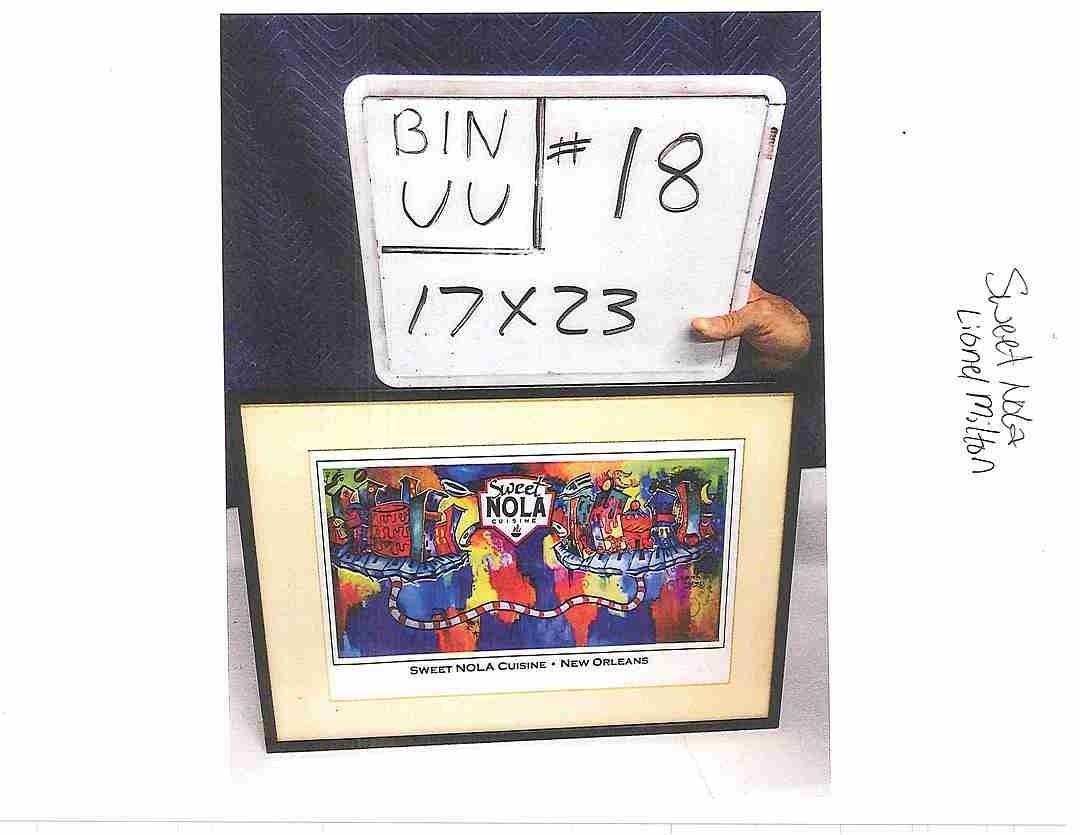 BIN
UU
# 18
17X23
Sweet
NOLA
CUISINE
SWEET NOLA CUISINE • NEW ORLEANS
Sweet Nola
Lionel Milton